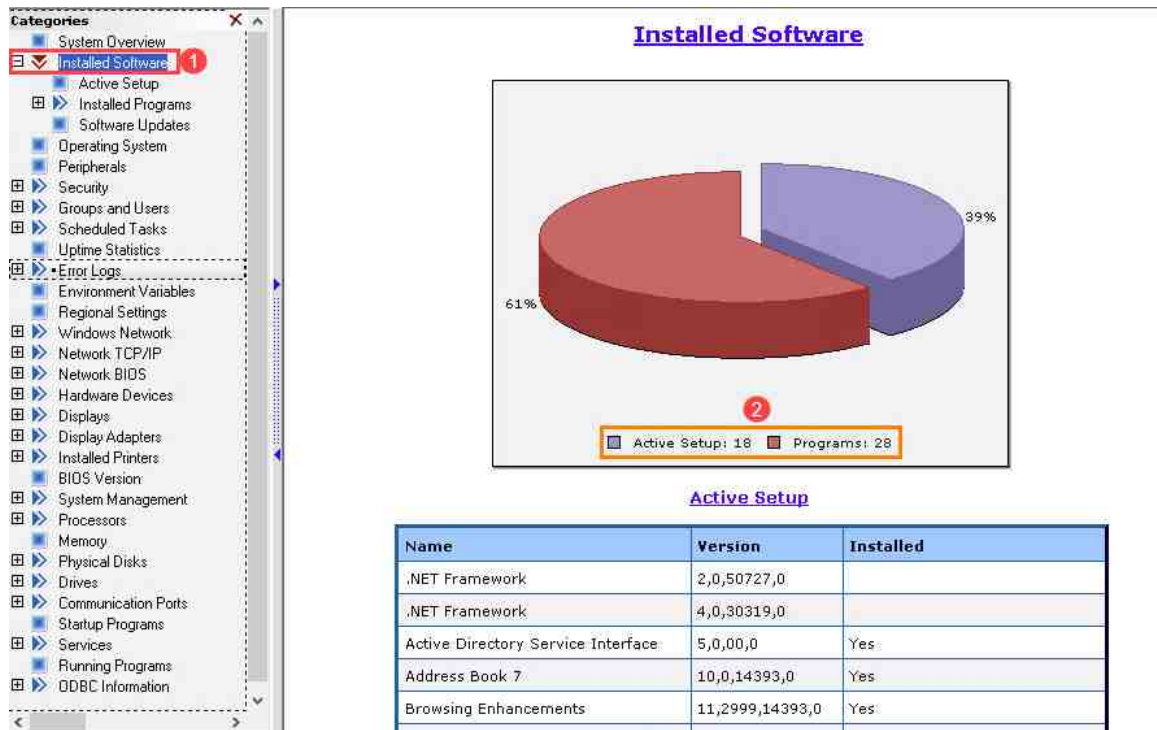 Categories
System Overview
Installed Software
1
Active Setup
Installed Programs
Software Updates
Operating System
Peripherals
Security
Groups and Users
Scheduled Tasks
Uptime Statistics
Error Logs
Environment Variables
Regional Settings
Windows Network
Network TCP/IP
Network BIOS
Hardware Devices
Displays
Display Adapters
Installed Printers
BIOS Version
System Management
Processors
Memory
Physical Disks
Drives
Communication Ports
Startup Programs
Services
Running Programs
ODBC Information
Installed Software
39%
61%
2
Active Setup: 18 Programs: 28
Active Setup
Name Version Installed
.NET Framework 2,0,50727,0
.NET Framework 4,0,30319,0
Active Directory Service Interface 5,0,00,0 Yes
Address Book 7 10,0,14393,0 Yes
Browsing Enhancements 11,2999,14393,0 Yes